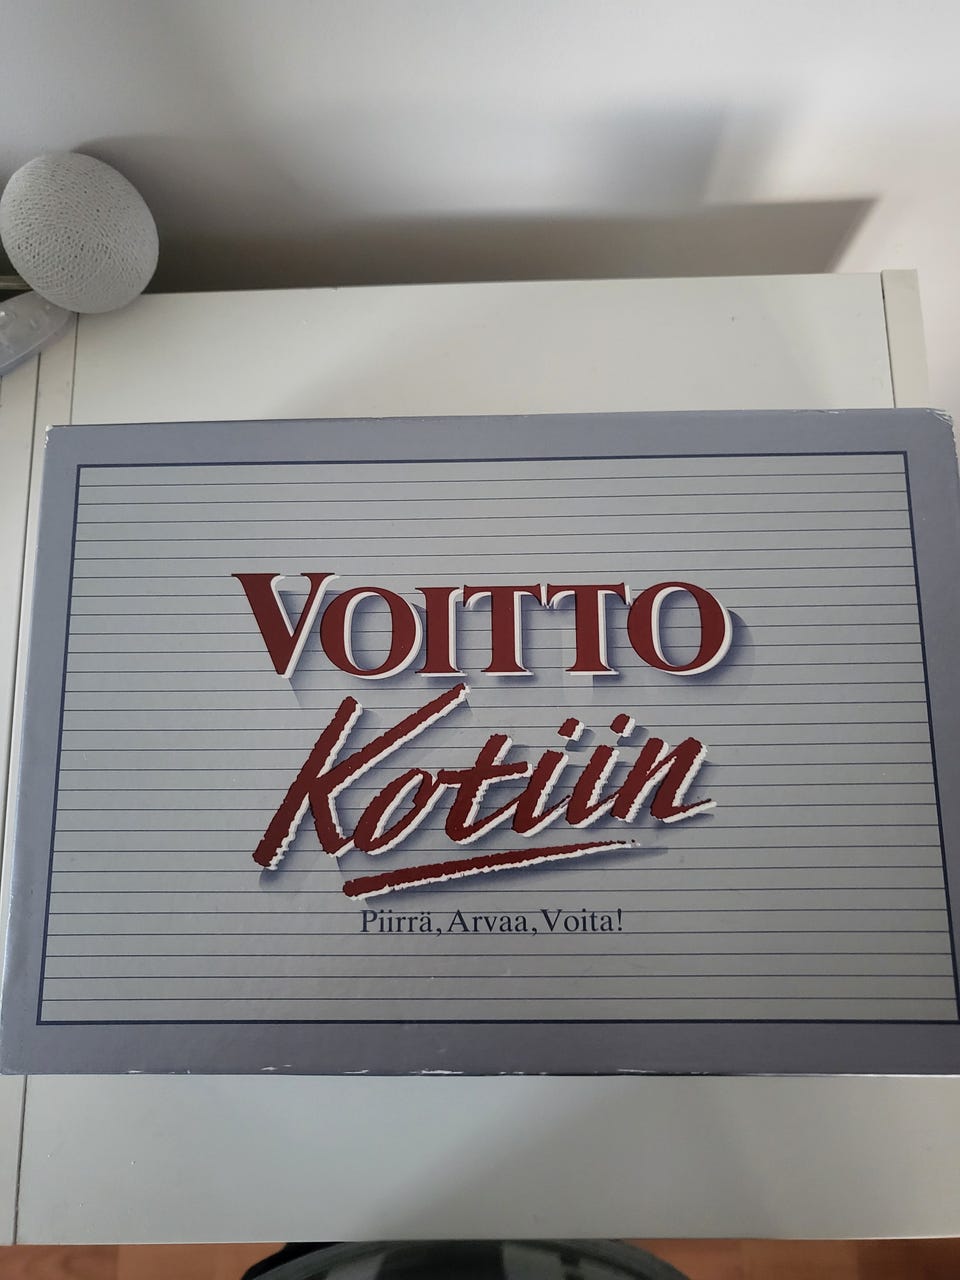 VOITTO
Kotiin
Piirrä, Arvaa, Voita!